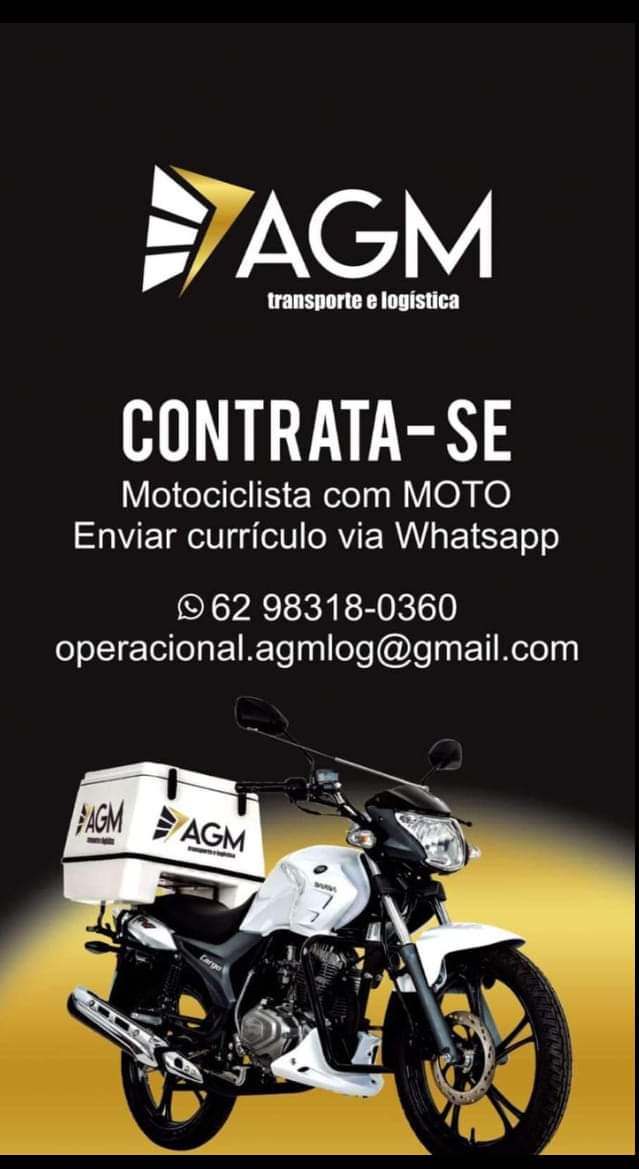 AGM
transporte e logística
CONTRATA-SE
Motociclista com MOTO
Enviar currículo via Whatsapp
62 98318-0360
operacional.agmlog@gmail.com
AGM
AGM
transporte e logística
Cargo